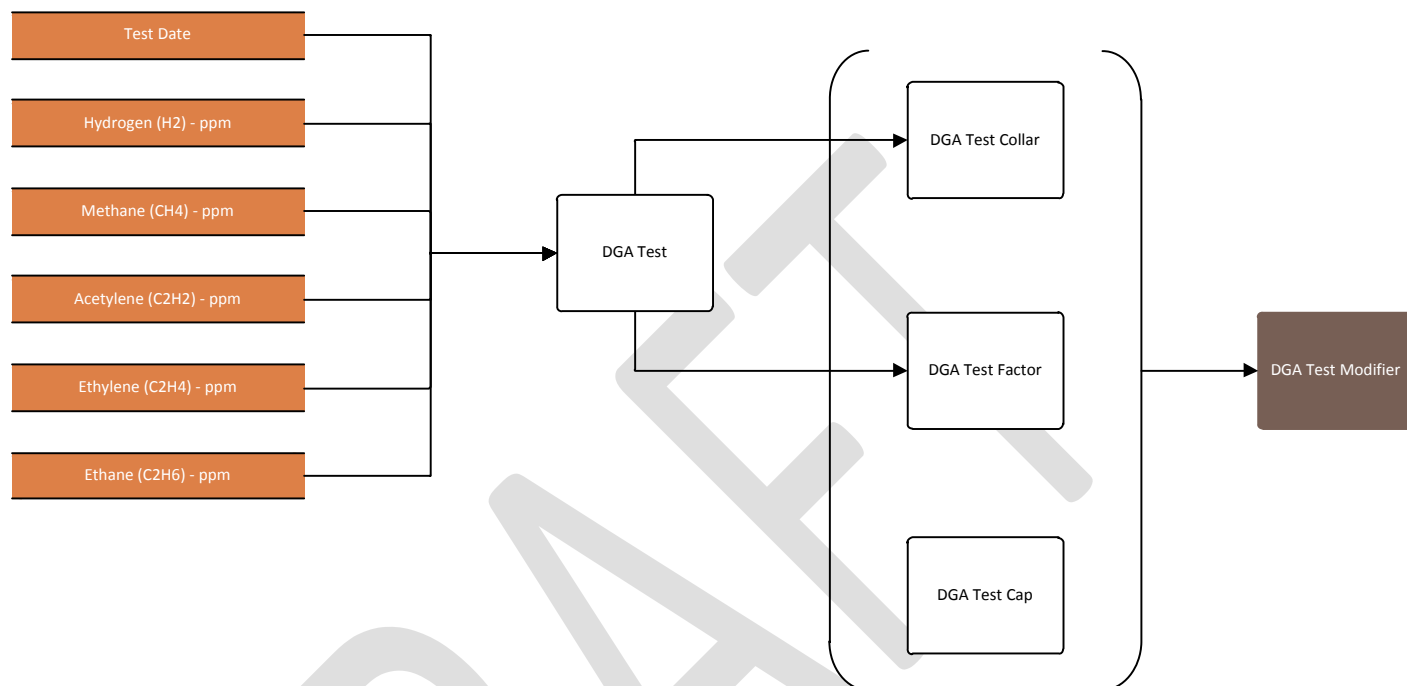 Test Date
Hydrogen (H2) - ppm
Methane (CH4) - ppm
Acetylene (C2H2) - ppm
Ethylene (C2H4) - ppm
Ethane (C2H6) - ppm
DGA Test
DGA Test Collar
DGA Test Factor
DGA Test Cap
DGA Test Modifier
DRAFT